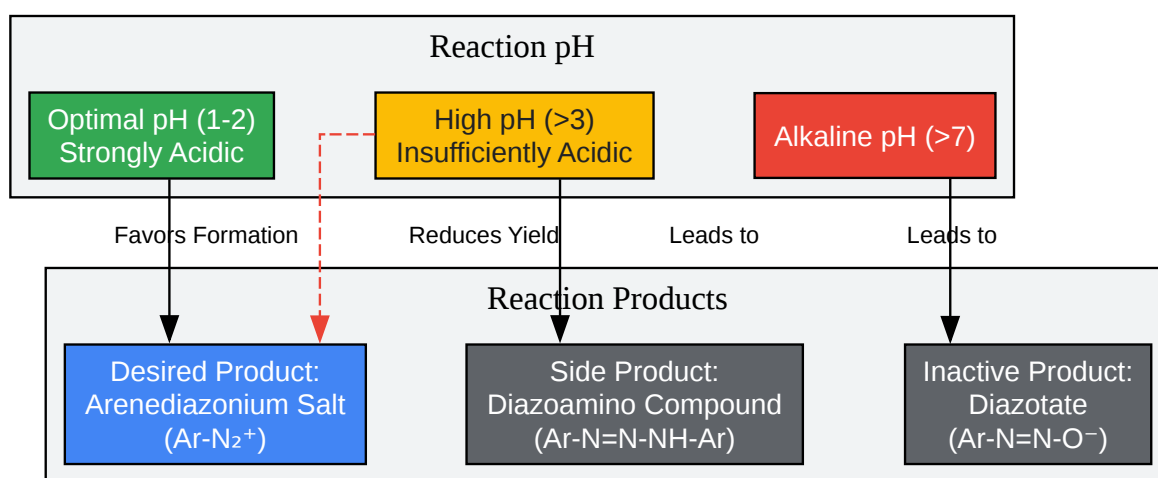 Reaction pH
Optimal pH (1-2)
Strongly Acidic
High pH (>3)
Insufficiently Acidic
Alkaline pH (>7)
Favors Formation
Reduces Yield
Leads to
Leads to
Reaction Products
Desired Product:
Arenediazonium Salt
(Ar-N₂⁺)
Side Product:
Diazoamino Compound
(Ar-N=N-NH-Ar)
Inactive Product:
Diazotate
(Ar-N=N-O⁻)